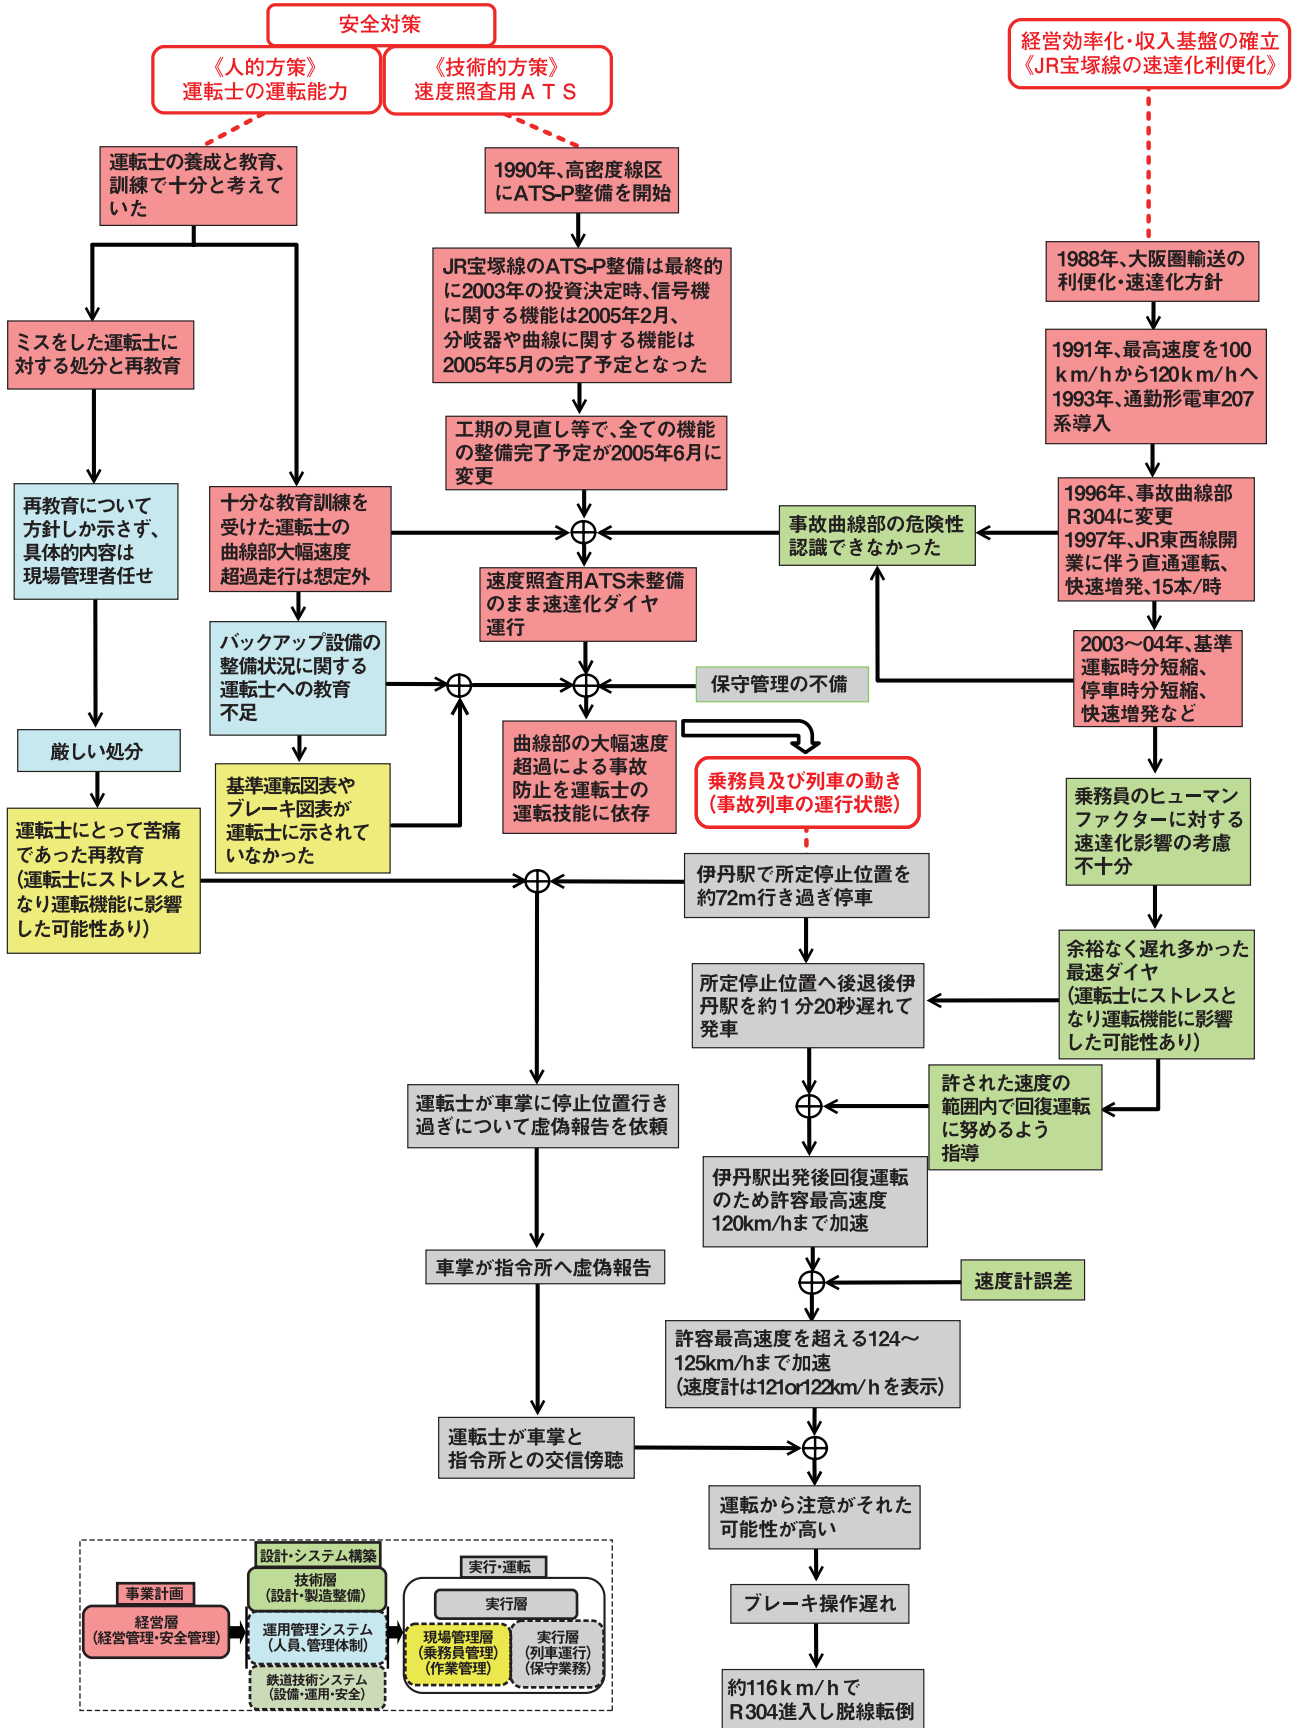 安全対策
《人的方策》
運転士の運転能力
《技術的方策》
速度照査用ＡＴＳ
経営効率化・収入基盤の確立
《JR宝塚線の速達化利便化》
運転士の養成と教育、
訓練で十分と考えて
いた
1990年、高密度線区
にATS-P整備を開始
JR宝塚線のATS-P整備は最終的
に2003年の投資決定時、信号機
に関する機能は2005年2月、
分岐器や曲線に関する機能は
2005年5月の完了予定となった
1988年、大阪圏輸送の
利便化・速達化方針
ミスをした運転士に
対する処分と再教育
1991年、最高速度を100
km/hから120km/hへ
1993年、通勤形電車207
系導入
工期の見直し等で、全ての機能
の整備完了予定が2005年6月に
変更
再教育について
方針しか示さず、
具体的内容は
現場管理者任せ
十分な教育訓練を
受けた運転士の
曲線部大幅速度
超過走行は想定外
事故曲線部の危険性
認識できなかった
1996年、事故曲線部
R304に変更
1997年、JR東西線開
業に伴う直通運転、
快速増発、15本/時
速度照査用ATS未整備
のまま速達化ダイヤ
運行
バックアップ設備の
整備状況に関する
運転士への教育
不足
保守管理の不備
2003～04年、基準
運転時分短縮、
停車時分短縮、
快速増発など
厳しい処分
曲線部の大幅速度
超過による事故
防止を運転士の
運転技能に依存
乗務員及び列車の動き
（事故列車の運行状態）
基準運転図表や
ブレーキ図表が
運転士に示されて
いなかった
乗務員のヒューマン
ファクターに対する
速達化影響の考慮
不十分
運転士にとって苦痛
であった再教育
（運転士にストレスと
なり運転機能に影響
した可能性あり）
伊丹駅で所定停止位置を
約72m行き過ぎ停車
余裕なく遅れ多かった
最速ダイヤ
（運転士にストレスと
なり運転機能に影響
した可能性あり）
所定停止位置へ後退後伊
丹駅を約１分20秒遅れて
発車
許された速度の
範囲内で回復運転
に努めるよう
指導
運転士が車掌に停止位置行き
過ぎについて虚偽報告を依頼
伊丹駅出発後回復運転
のため許容最高速度
120km/hまで加速
車掌が指令所へ虚偽報告
速度計誤差
許容最高速度を超える124～
125km/hまで加速
（速度計は121or122km/hを表示）
運転士が車掌と
指令所との交信傍聴
運転から注意がそれた
可能性が高い
ブレーキ操作遅れ
約116km/hで
R304進入し脱線転倒
事業計画
経営層
（経営管理・安全管理）
設計・システム構築
技術層
（設計・製造整備）
運用管理システム
（人員、管理体制）
鉄道技術システム
（設備・運用・安全）
実行・運転
実行層
現場管理層
（乗務員管理）
（作業管理）
実行層
（列車運行）
（保守業務）